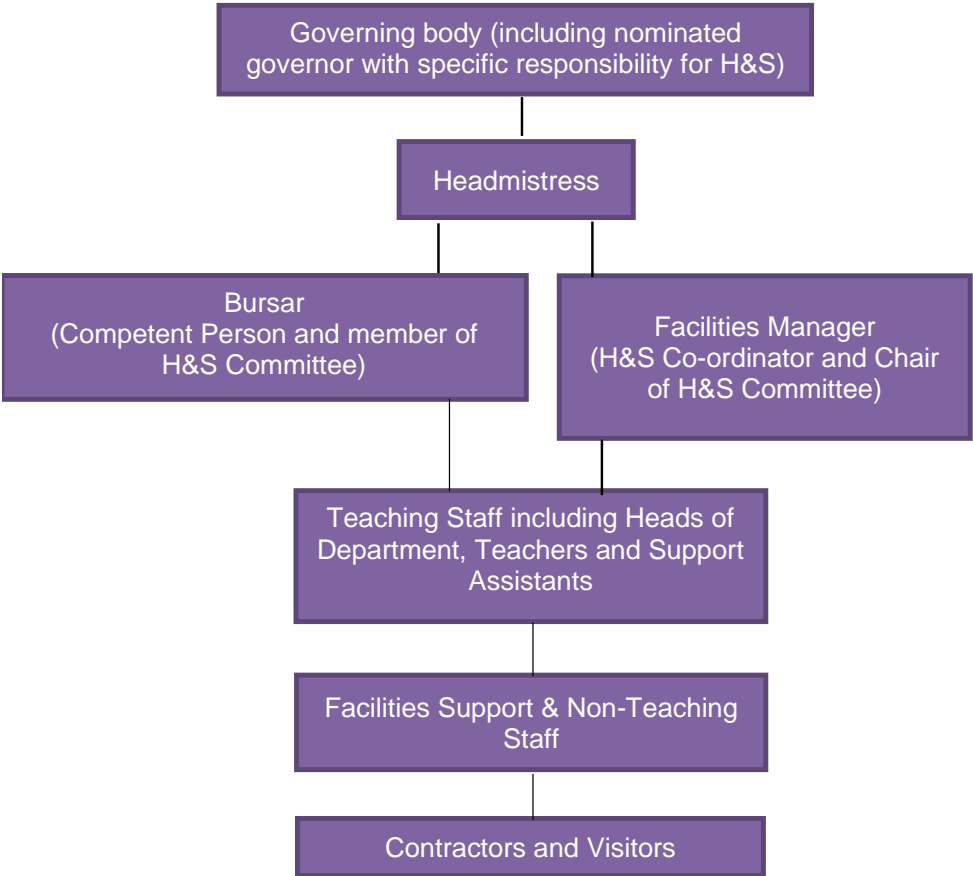 Governing body (including nominated
governor with specific responsibility for H&S)
Headmistress
Bursar
(Competent Person and member of
H&S Committee)
Facilities Manager
(H&S Co-ordinator and Chair
of H&S Committee)
Teaching Staff including Heads of
Department, Teachers and Support
Assistants
Facilities Support & Non-Teaching
Staff
Contractors and Visitors